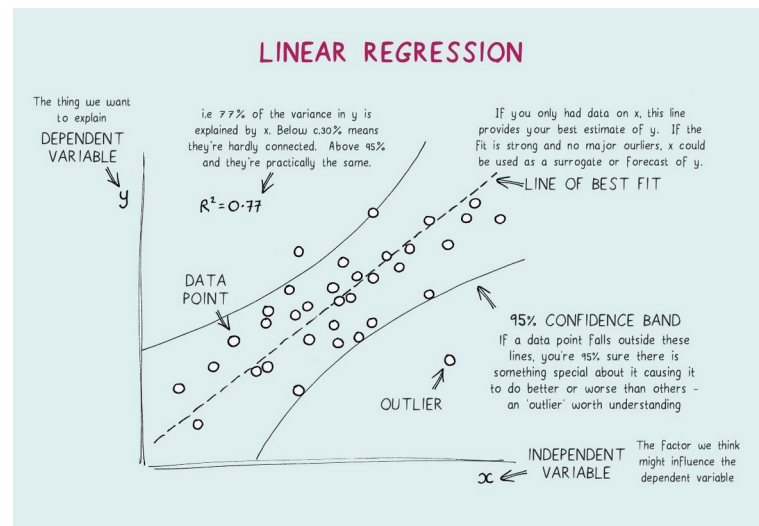 LINEAR REGRESSION
The thing we want
to explain
DEPENDENT
VARIABLE
y
i.e 77% of the variance in y is
explained by x. Below c.30% means
they're hardly connected. Above 95%
and they're practically the same.
R² = 0.77
If you only had data on x, this line
provides your best estimate of y. If the
fit is strong and no major ouriers, x could
be used as a surrogate or forecast of y.
LINE OF BEST FIT
DATA
POINT
95% CONFIDENCE BAND
If a data point falls outside these
lines, you're 95% sure there is
something special about it causing it
to do better or worse than others -
an 'outlier' worth understanding
OUTLIER
x
INDEPENDENT
VARIABLE
The factor we think
might influence the
dependent variable